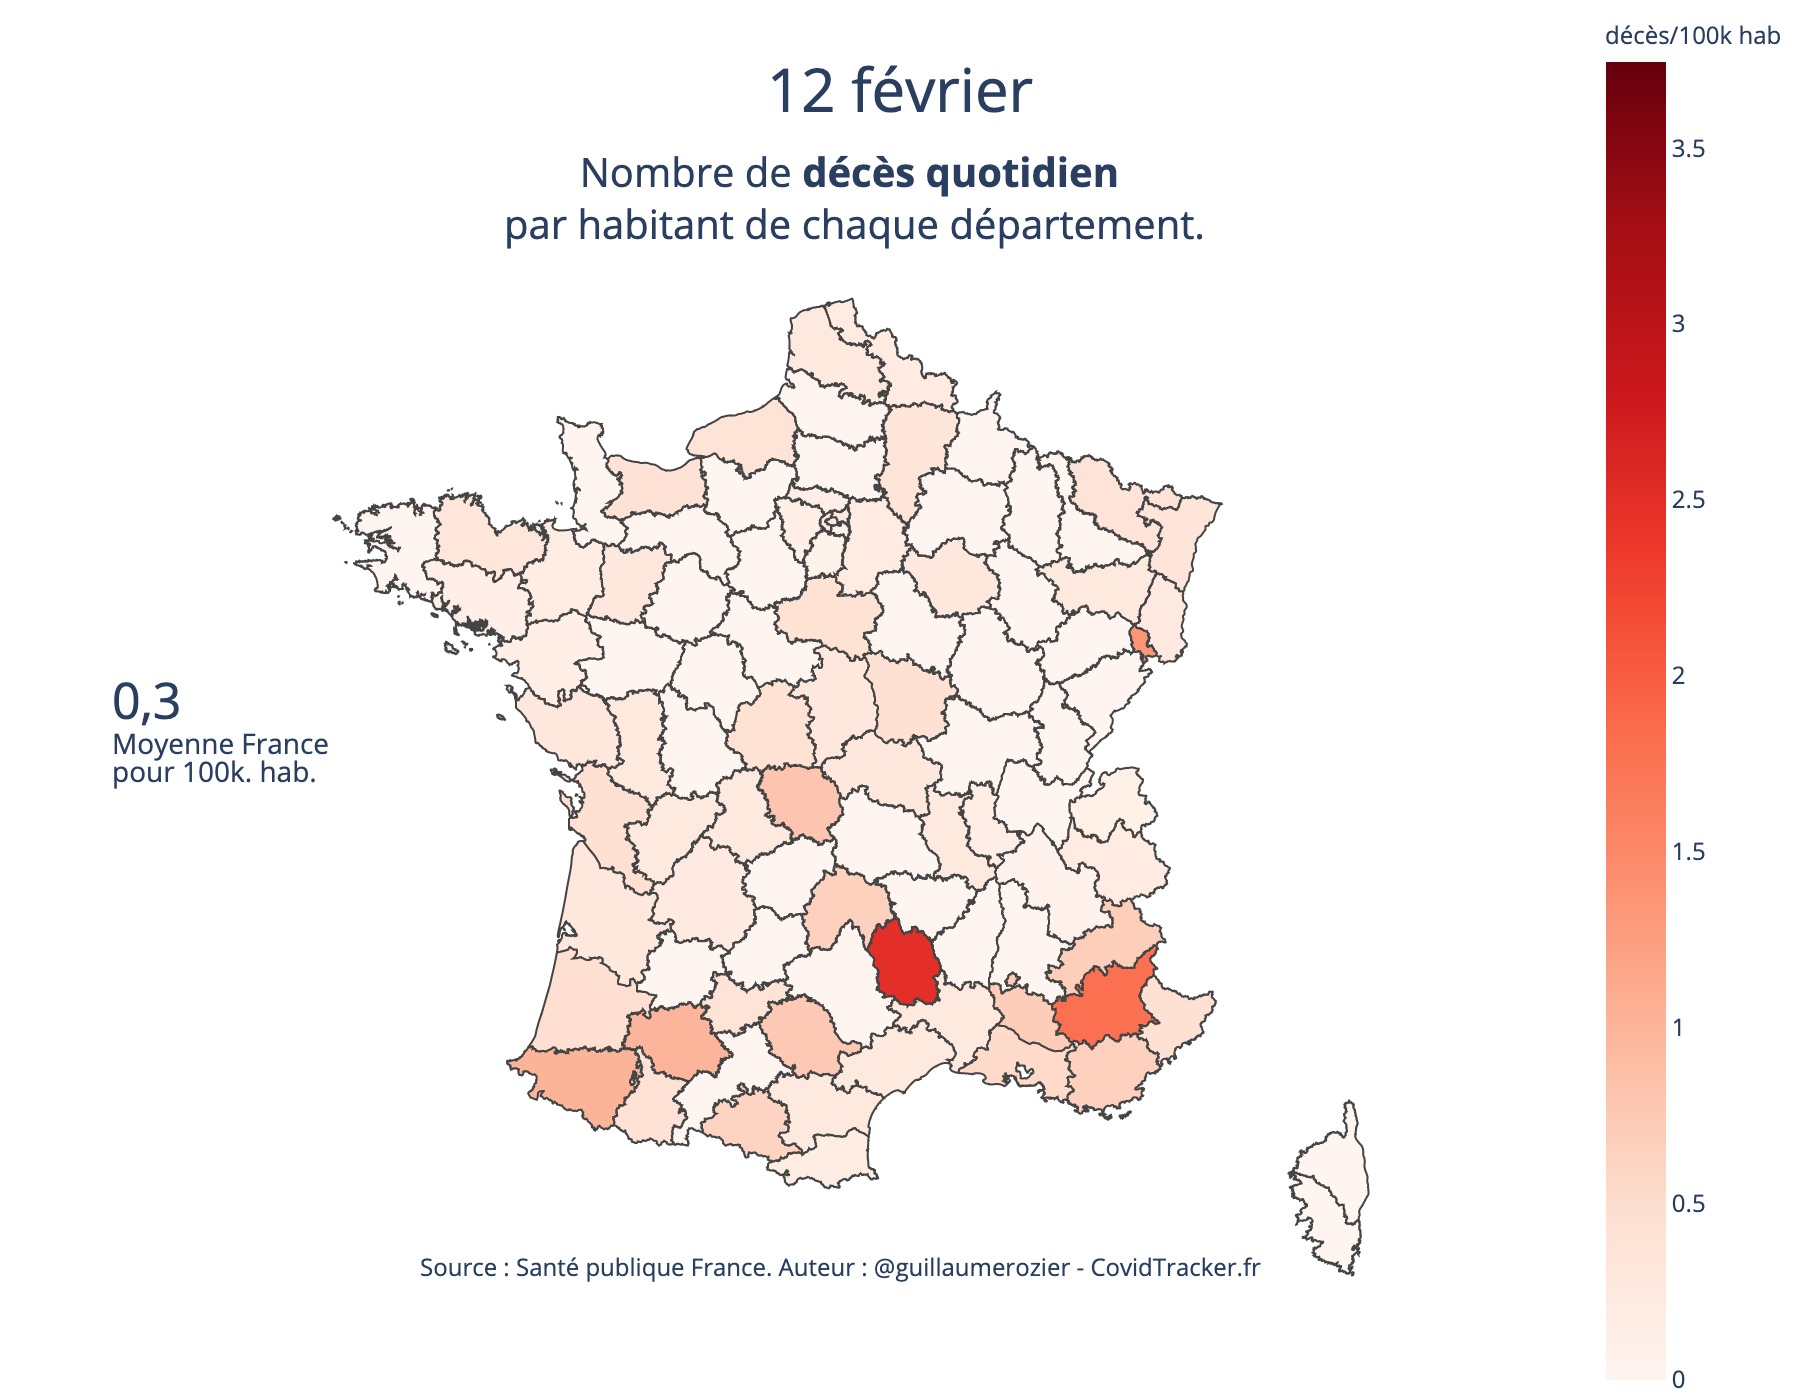 décès/100k hab
12 février
Nombre de décès quotidien
par habitant de chaque département.
3.5
3
2.5
2
1.5
1
0.5
0
0,3
Moyenne France
pour 100k. hab.
Source : Santé publique France. Auteur : @guillaumerozier - CovidTracker.fr